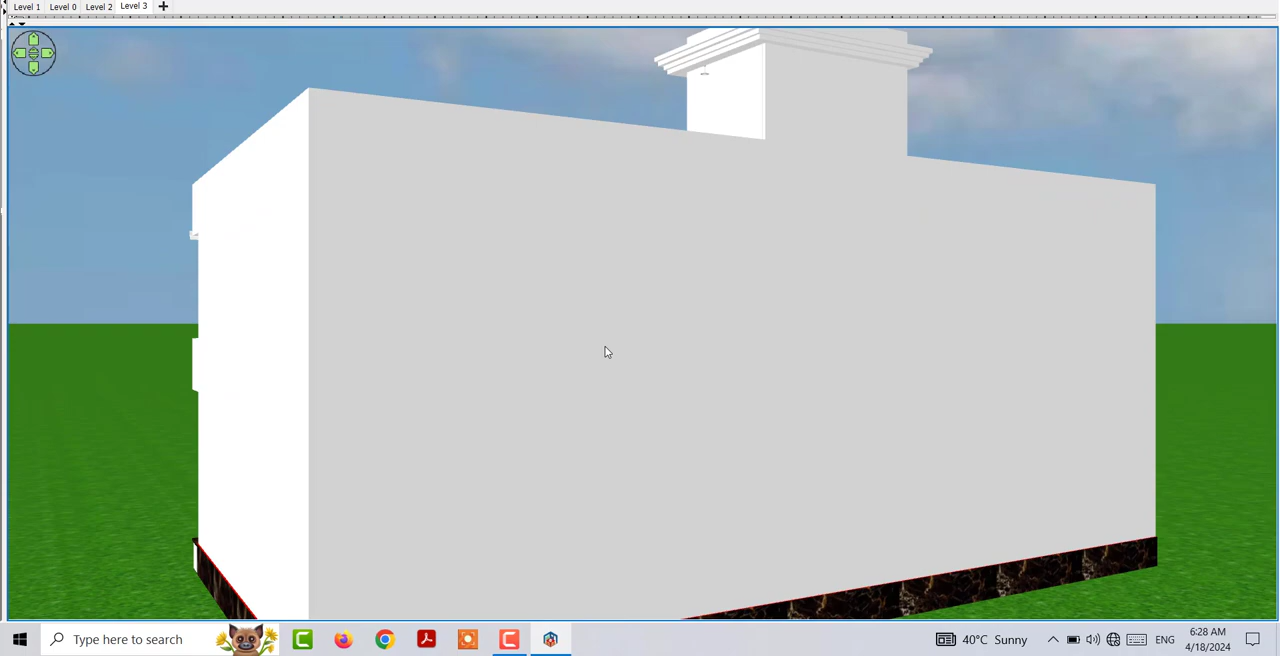 Level 1 Level 0 Level 2 Level 3
Type here to search
40°C Sunny
ENG
6:28 AM
4/18/2024